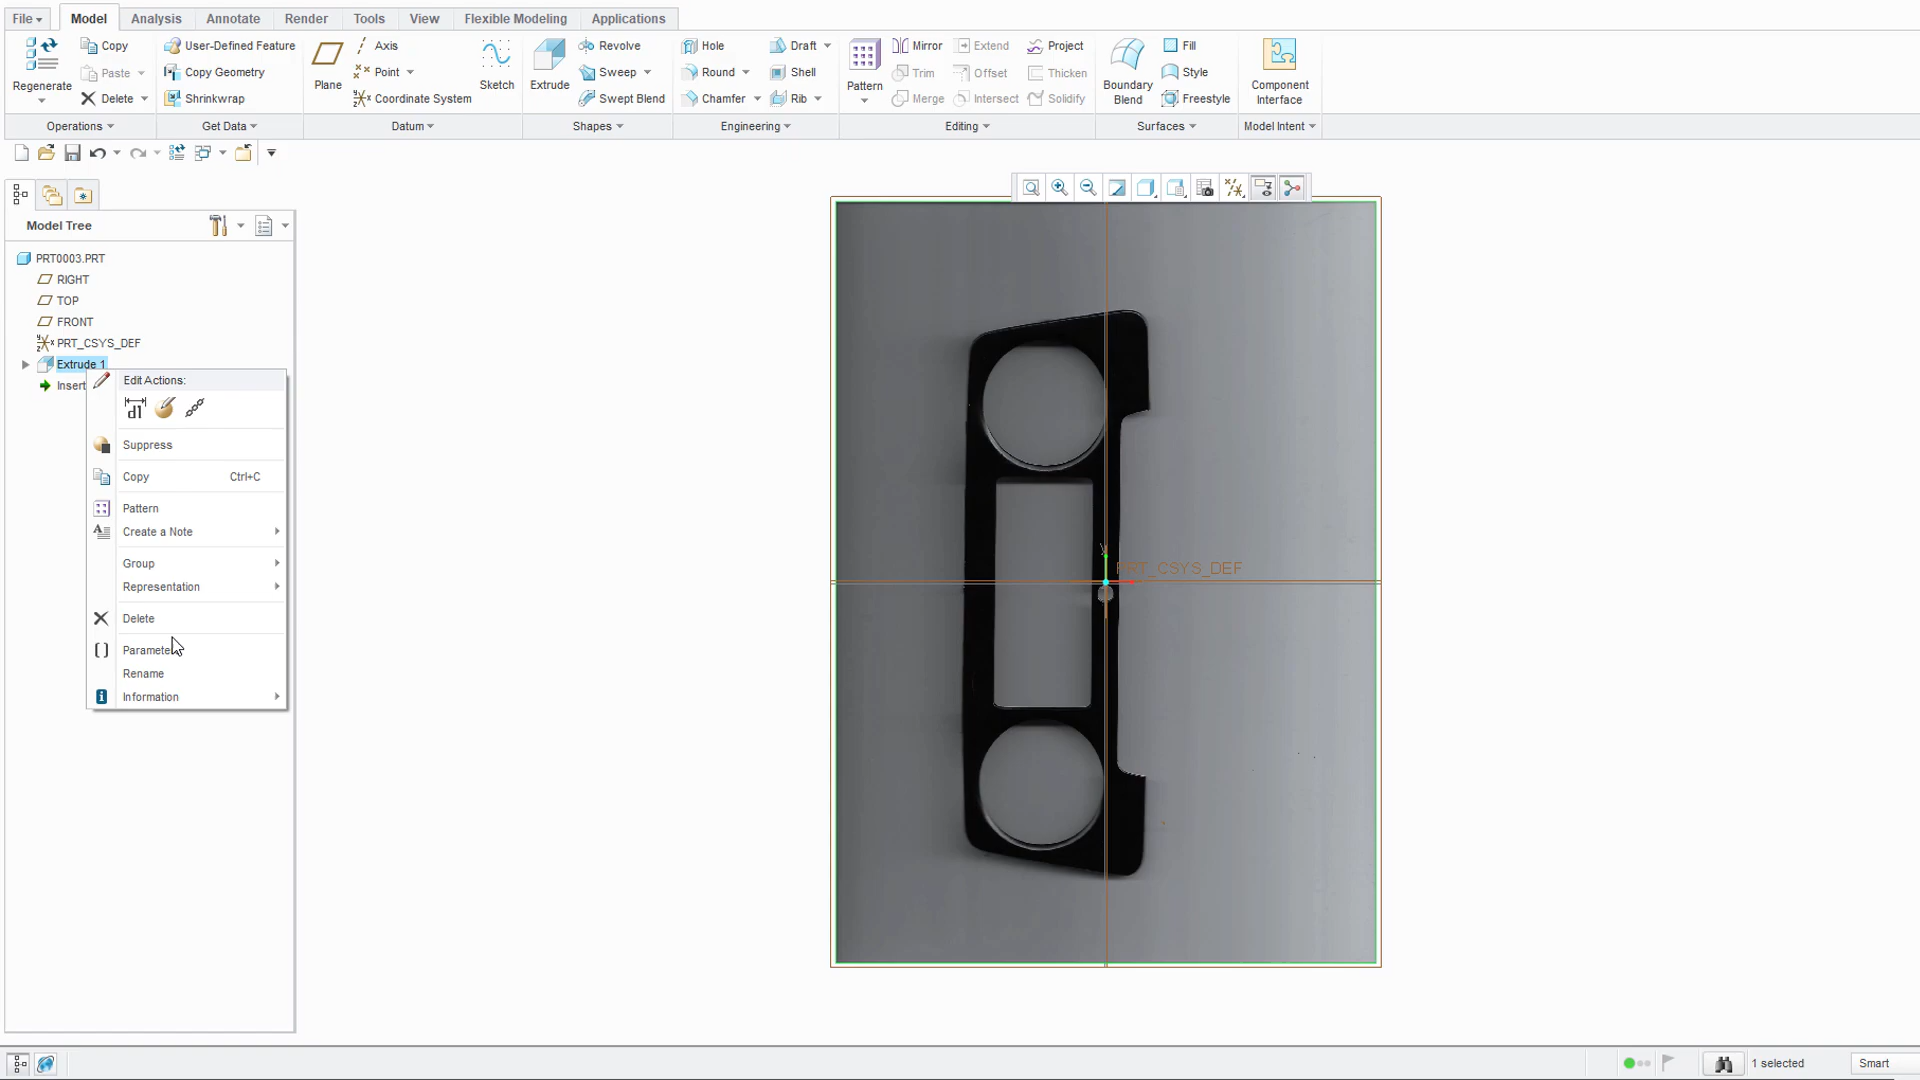 File
Model
Analysis
Annotate
Render
Tools
View
Flexible Modeling
Applications
Regenerate
Copy
Paste
Delete
Operations
User-Defined Feature
Copy Geometry
Shrinkwrap
Get Data
Plane
Axis
Point
Coordinate System
Sketch
Datum
Extrude
Revolve
Sweep
Swept Blend
Shapes
Hole
Round
Chamfer
Draft
Shell
Rib
Engineering
Pattern
Mirror
Trim
Merge
Extend
Offset
Intersect
Project
Thicken
Solidify
Editing
Boundary
Blend
Fill
Style
Freestyle
Surfaces
Component
Interface
Model Intent
Model Tree
PRT0003.PRT
RIGHT
TOP
FRONT
PRT_CSYS_DEF
Extrude 1
Insert
Edit Actions:
Suppress
Copy Ctrl+C
Pattern
Create a Note
Group
Representation
Delete
Rename
Information
Y
PRT_CSYS_DEF
1 selected
Smart